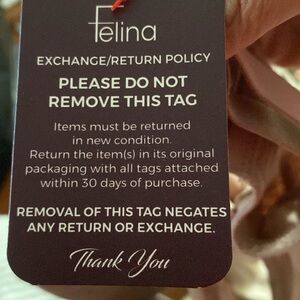 Felina
EXCHANGE/RETURN POLICY
PLEASE DO NOT
REMOVE THIS TAG
Items must be returned
in new condition.
Return the item(s) in its original
packaging with all tags attached
within 30 days of purchase.
REMOVAL OF THIS TAG NEGATES
ANY RETURN OR EXCHANGE.
Thank You